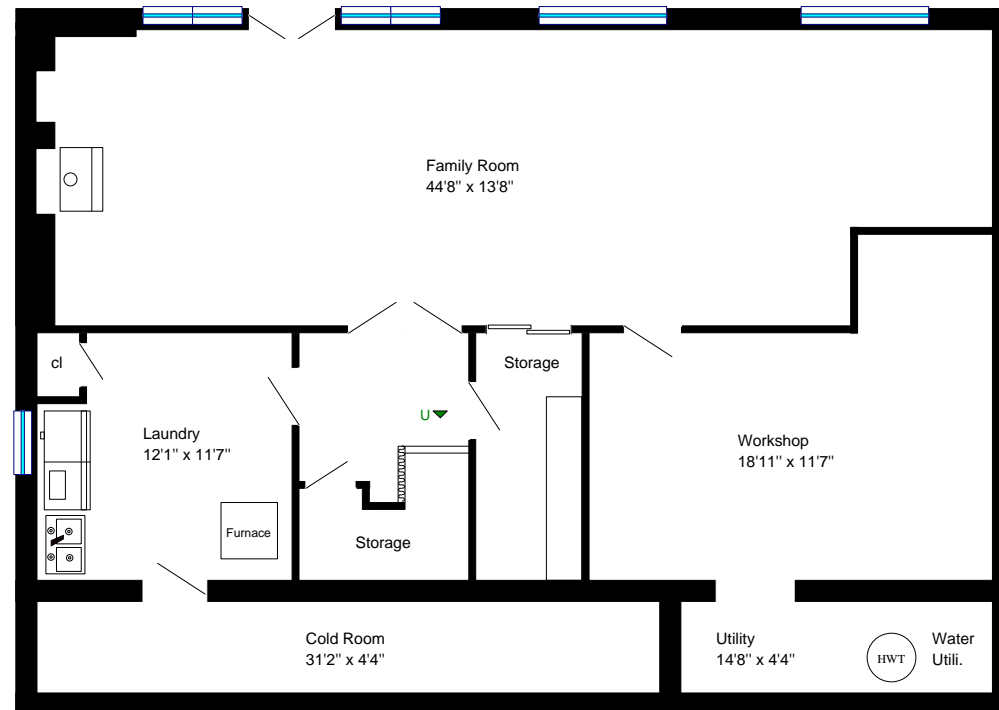 Family Room
44'8" x 13'8"
cl
Storage
U
Laundry
12'1" x 11'7"
Workshop
18'11" x 11'7"
Furnace
Storage
Cold Room
31'2" x 4'4"
Utility
14'8" x 4'4"
HWT
Water
Utili.